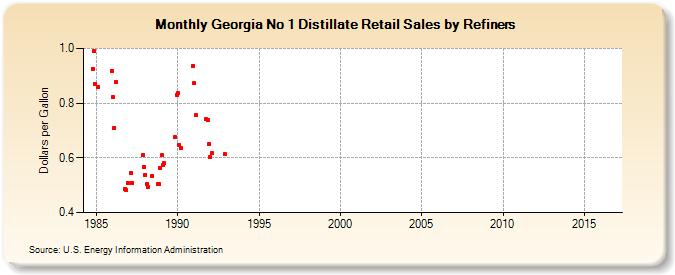 Monthly Georgia No 1 Distillate Retail Sales by Refiners
Dollars per Gallon
1.0
0.8
0.6
0.4
1985 1990 1995 2000 2005 2010 2015
Source: U.S. Energy Information Administration